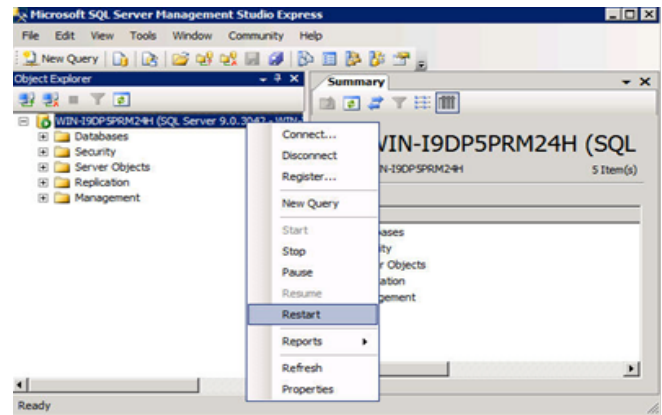 Microsoft SQL Server Management Studio Express
File Edit View Tools Window Community Help
New Query
Object Explorer
Summary
WIN-I9DP5PRM24H (SQL Server 9.0.3042 - WIN-
Databases
Security
Server Objects
Replication
Management
Connect...
Disconnect
Register...
New Query
Start
Stop
Pause
Resume
Restart
Reports
Refresh
Properties
WIN-I9DP5PRM24H (SQL
N-I9DP5PRM24H 5 Item(s)
ases
ity
r Objects
ation
gement
Ready